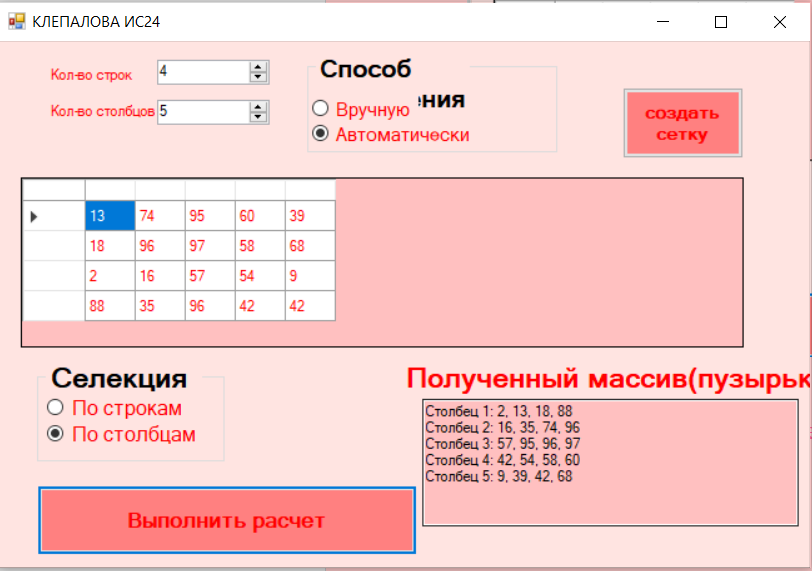 КЛЕПАЛОВА ИС24
Кол-во строк 4
Кол-во столбцов 5
Способ
ения
Вручную
Автоматически
создать
сетку
13 74 95 60 39
18 96 97 58 68
2 16 57 54 9
88 35 96 42 42
Селекция
По строкам
По столбцам
Выполнить расчет
Полученный массив(пузырьк
Столбец 1: 2, 13, 18, 88
Столбец 2: 16, 35, 74, 96
Столбец 3: 57, 95, 96, 97
Столбец 4: 42, 54, 58, 60
Столбец 5: 9, 39, 42, 68